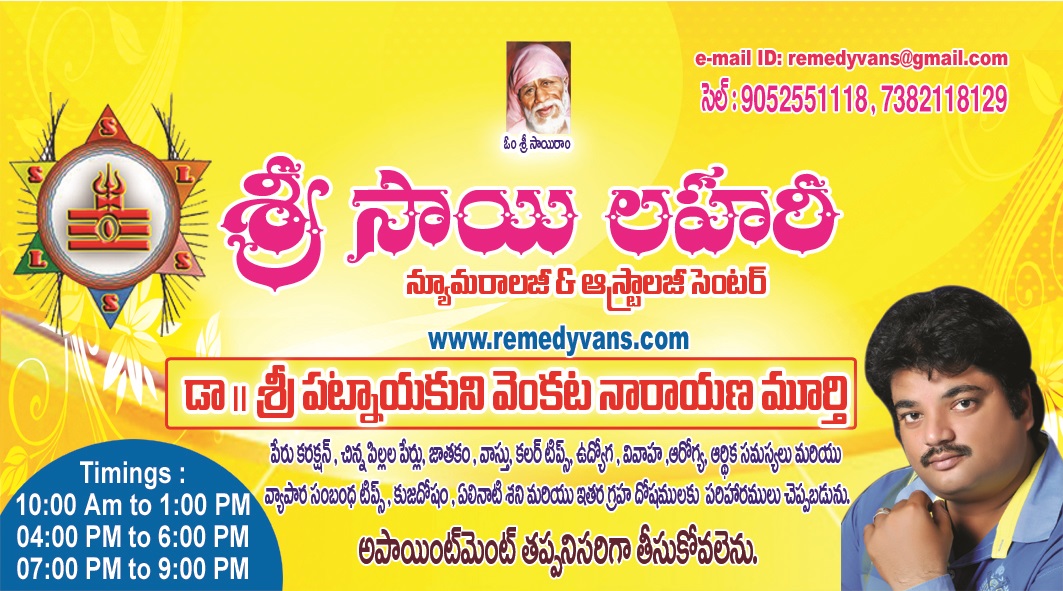 e-mail ID: remedyvans@gmail.com
సెల్ : 9052551118, 7382118129
ఓం శ్రీ సాయిరాం
S
S L
L S
S
శ్రీ సాయి లహరి
న్యూమరాలజీ & ఆస్ట్రాలజీ సెంటర్
www.remedyvans.com
డా || శ్రీ పట్నాయకుని వెంకట నారాయణ మూర్తి
పేరు కరక్షన్ , చిన్న పిల్లల పేర్లు, జాతకం , వాస్తు, కలర్ టిప్స్, ఉద్యోగ , వివాహ ,ఆరోగ్య, ఆర్థిక సమస్యలు మరియు
వ్యాపార సంబంధ టిప్స్ , కుజదోషం , ఏలినాటి శని మరియు ఇతర గ్రహ దోషములకు పరిహారములు చెప్పబడును.
అపాయింట్‌మెంట్ తప్పనిసరిగా తీసుకోవలెను.
Timings :
10:00 Am to 1:00 PM
04:00 PM to 6:00 PM
07:00 PM to 9:00 PM